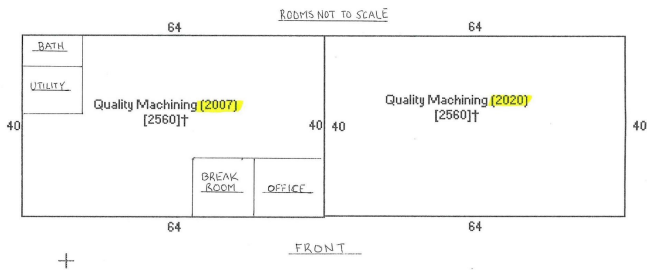 ROOMS NOT TO SCALE
64
64
BATH
UTILITY
Quality Machining (2007)
[2560]†
40
40
BREAK
ROOM
OFFICE
64
Quality Machining (2020)
[2560]†
40
40
64
FRONT